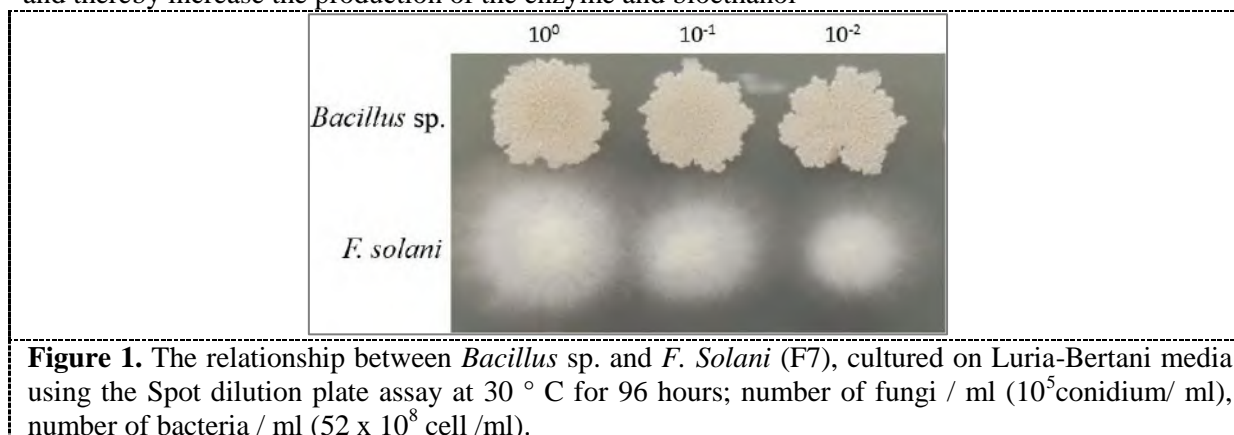 and thereby increase the production of the enzyme and bioethanol
10⁰ 10⁻¹ 10⁻²
Bacillus sp.
F. solani
Figure 1. The relationship between Bacillus sp. and F. Solani (F7), cultured on Luria-Bertani media
using the Spot dilution plate assay at 30 ° C for 96 hours; number of fungi / ml (10⁵conidium/ ml),
number of bacteria / ml (52 x 10⁸ cell /ml).